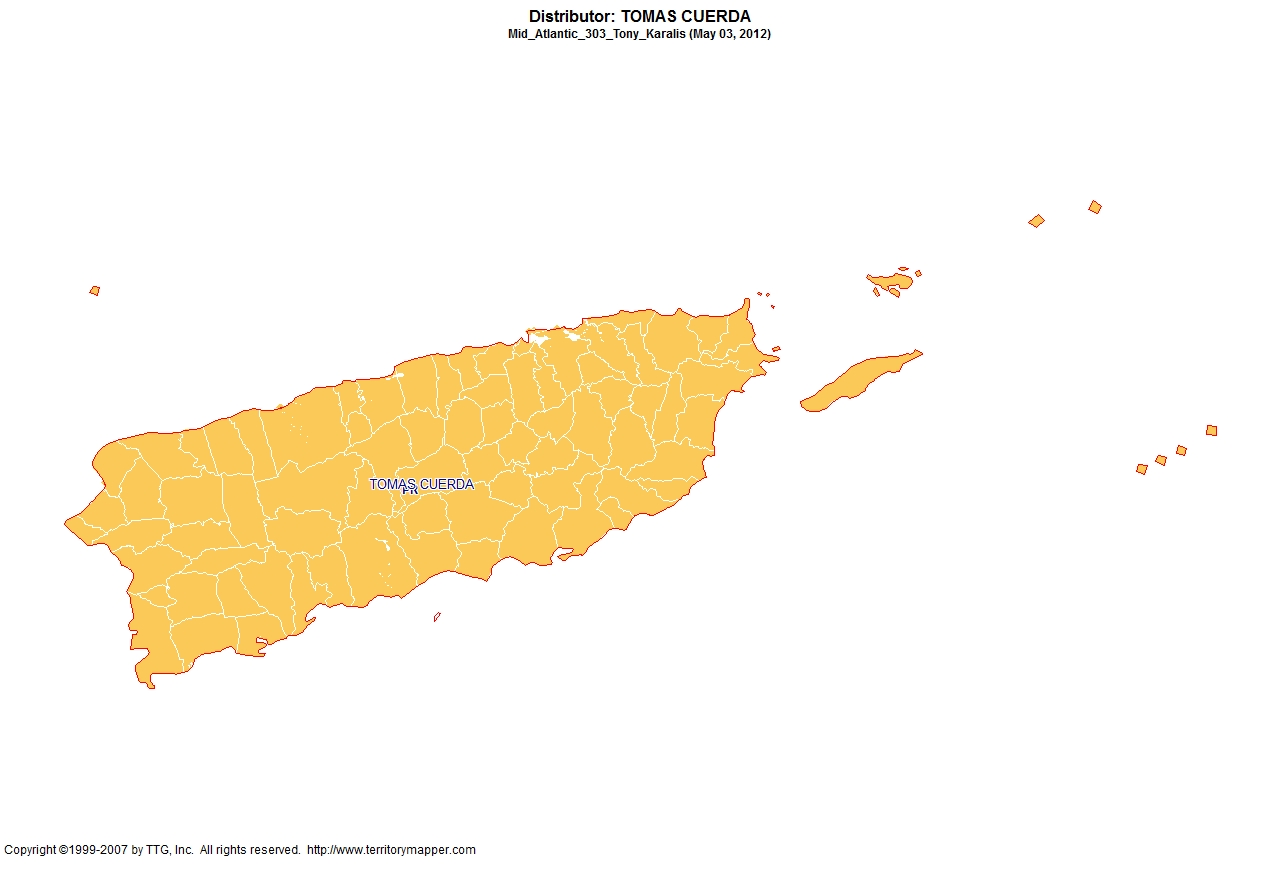 Distributor: TOMAS CUERDA
Mid_Atlantic_303_Tony_Karalis (May 03, 2012)
TOMAS CUERDA
PR
Copyright ©1999-2007 by TTG, Inc. All rights reserved. http://www.territorymapper.com